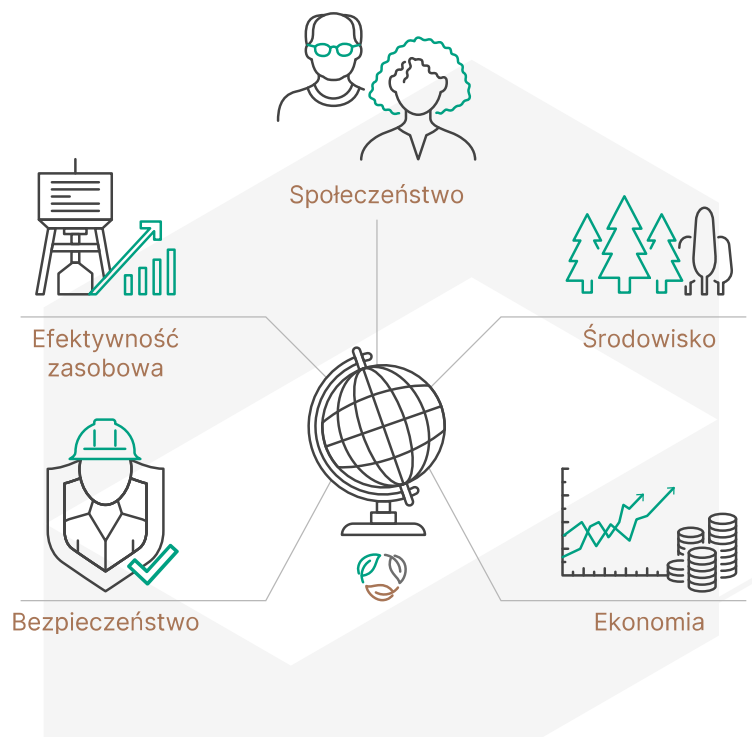 Społeczeństwo
Efektywność
zasobowa
Środowisko
Bezpieczeństwo
Ekonomia